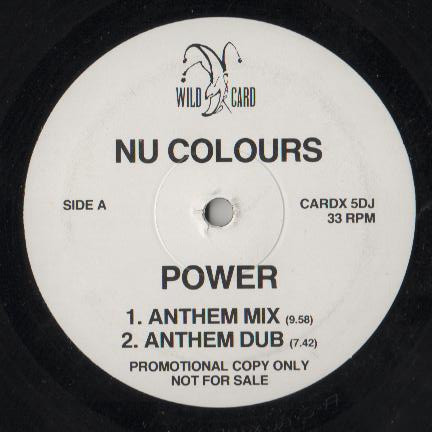 WILD CARD
NU COLOURS
SIDE A
CARDX 5DJ
33 RPM
POWER
1. ANTHEM MIX (9.58)
2. ANTHEM DUB (7.42)
PROMOTIONAL COPY ONLY
NOT FOR SALE